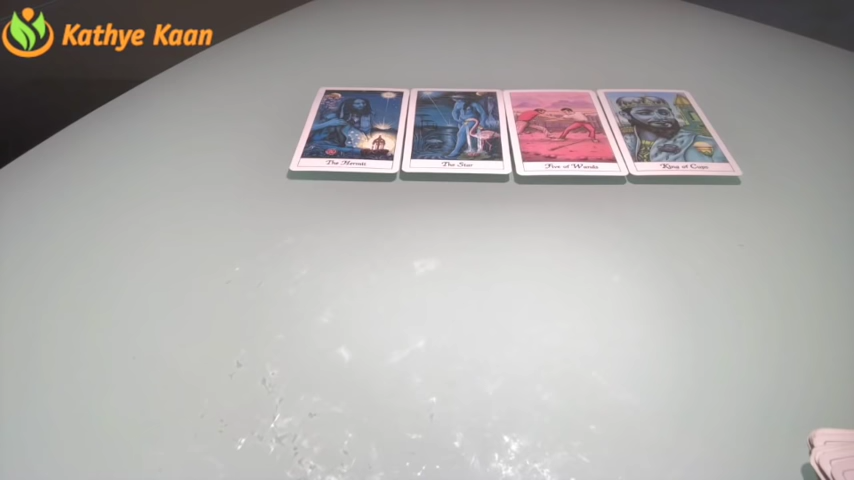 Kathye Kaan
The Hermit
The Star
Five of Wands
King of Cups